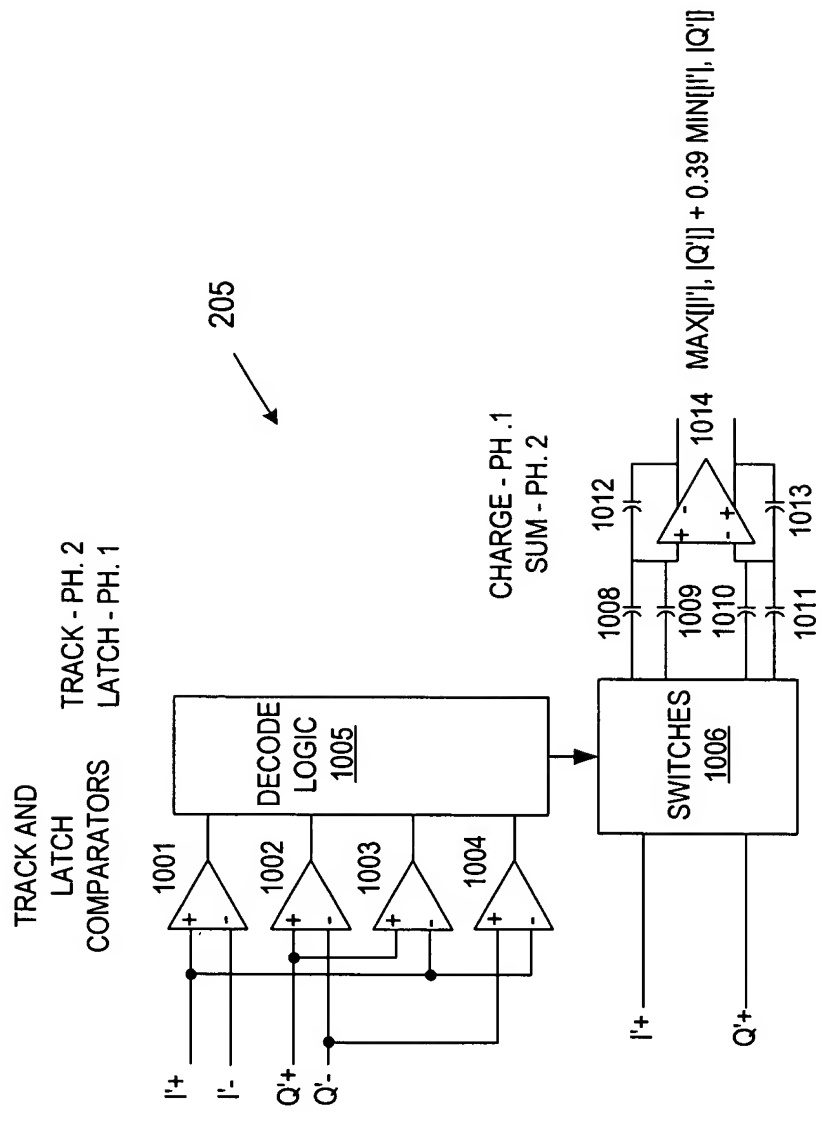 TRACK AND
LATCH
COMPARATORS
TRACK - PH. 2
LATCH - PH. 1
205
I'+
I'-
Q'+
Q'-
1001
1002
1003
1004
+
-
+
-
+
-
+
-
DECODE
LOGIC
1005
CHARGE - PH .1
SUM - PH. 2
I'+
Q'+
SWITCHES
1006
1008
1009
1010
1011
1012
1013
+
-
-
+
1014
MAX[|I'|, |Q'|] + 0.39 MIN[|I'|, |Q'|]